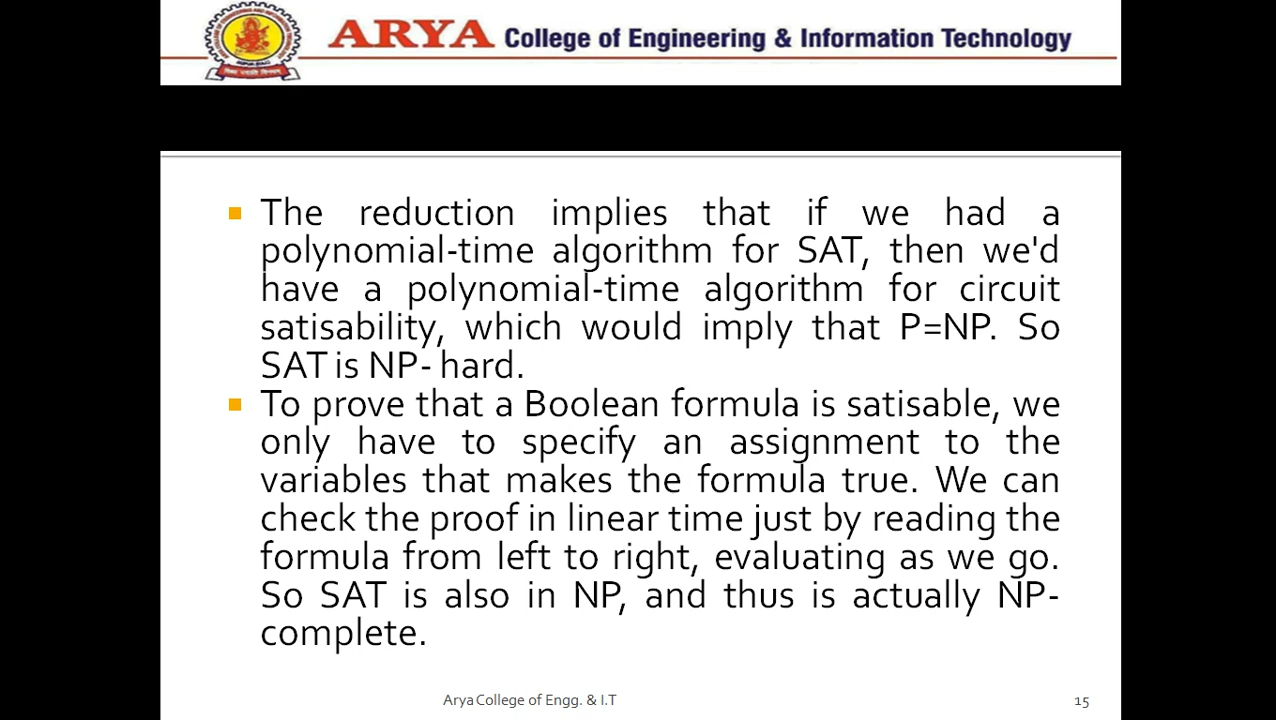 ARYA College of Engineering & Information Technology
The reduction implies that if we had a
polynomial-time algorithm for SAT, then we'd
have a polynomial-time algorithm for circuit
satisability, which would imply that P=NP. So
SAT is NP- hard.
To prove that a Boolean formula is satisable, we
only have to specify an assignment to the
variables that makes the formula true. We can
check the proof in linear time just by reading the
formula from left to right, evaluating as we go.
So SAT is also in NP, and thus is actually NP-
complete.
Arya College of Engg. & I.T
15